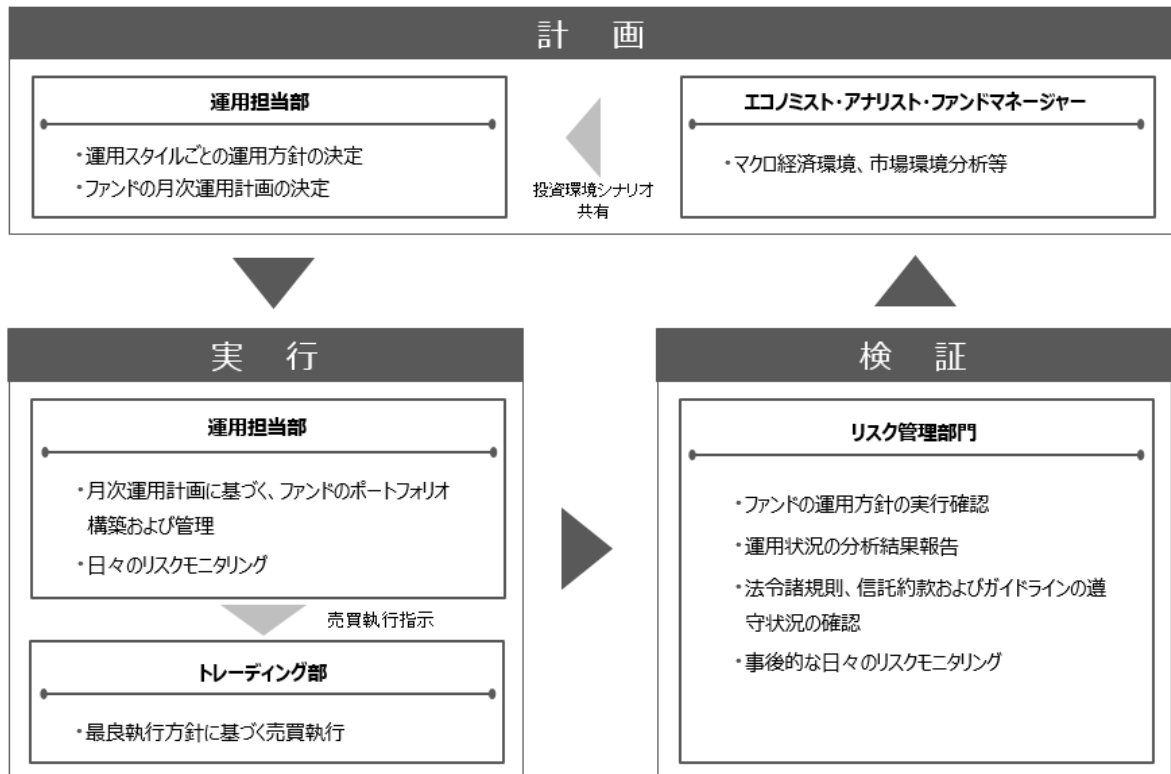 計 画
運用担当部
・運用スタイルごとの運用方針の決定
・ファンドの月次運用計画の決定
投資環境シナリオ
共有
エコノミスト・アナリスト・ファンドマネージャー
・マクロ経済環境、市場環境分析等
実 行
運用担当部
・月次運用計画に基づく、ファンドのポートフォリオ
構築および管理
・日々のリスクモニタリング
売買執行指示
トレーディング部
・最良執行方針に基づく売買執行
検 証
リスク管理部門
・ファンドの運用方針の実行確認
・運用状況の分析結果報告
・法令諸規則、信託約款およびガイドラインの遵
守状況の確認
・事後的な日々のリスクモニタリング